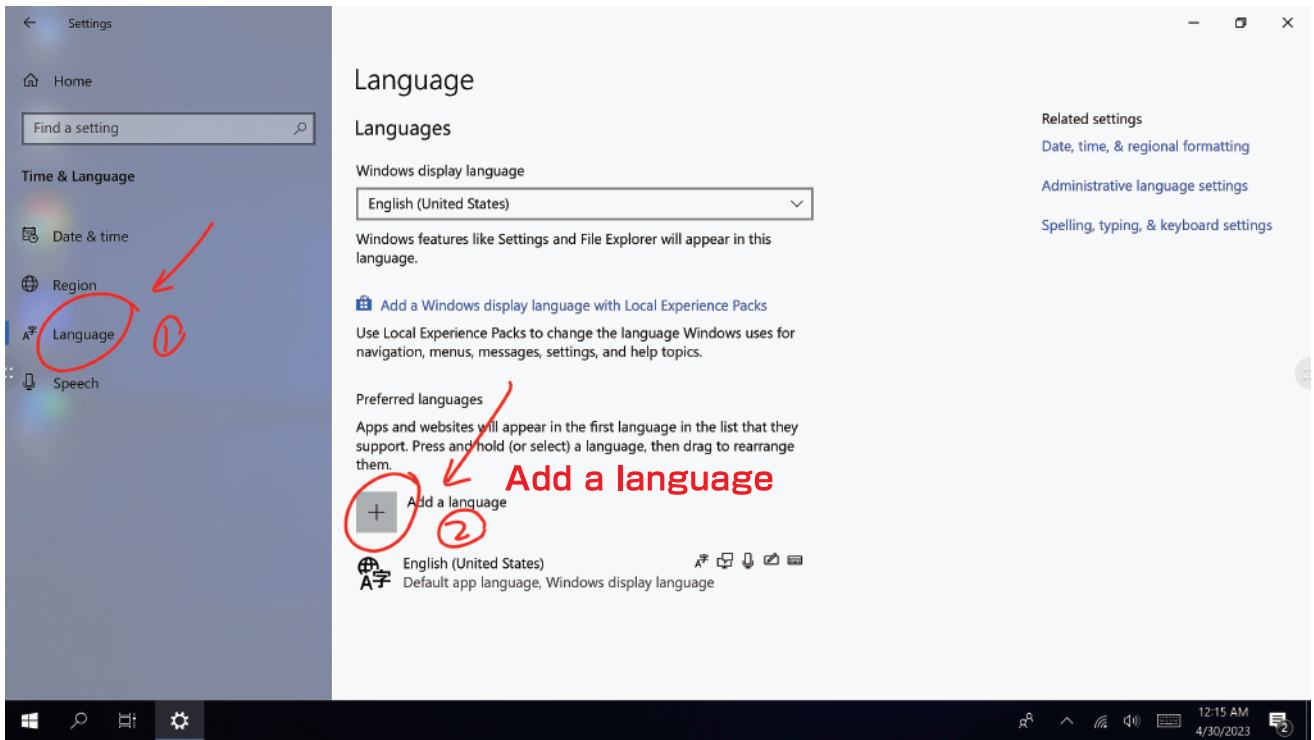 Settings
Home
Find a setting
Time & Language
Date & time
Region
Language
①
Speech
Language
Languages
Windows display language
English (United States)
Windows features like Settings and File Explorer will appear in this
language.
Add a Windows display language with Local Experience Packs
Use Local Experience Packs to change the language Windows uses for
navigation, menus, messages, settings, and help topics.
Preferred languages
Apps and websites will appear in the first language in the list that they
support. Press and hold (or select) a language, then drag to rearrange
them.
Add a language
Add a language
②
A字 English (United States)
Default app language, Windows display language
Related settings
Date, time, & regional formatting
Administrative language settings
Spelling, typing, & keyboard settings
12:15 AM
4/30/2023
2